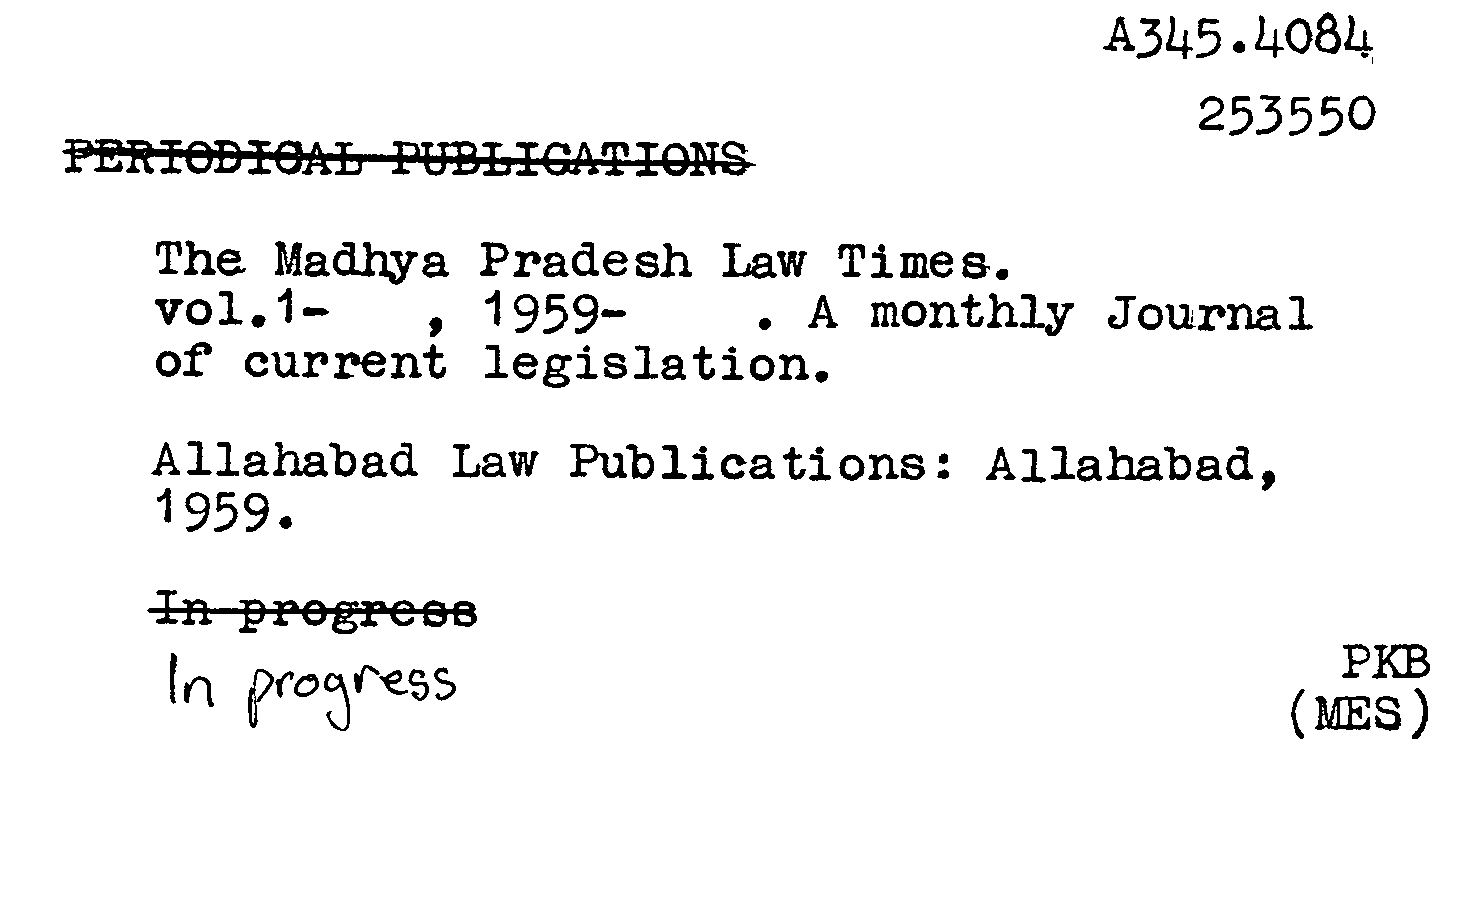 A345.4084
253550
PERIODICAL PUBLICATIONS
The Madhya Pradesh Law Times.
vol.1- , 1959- . A monthly Journal
of current legislation.
Allahabad Law Publications: Allahabad,
1959.
In progress
In progress
PKB
(MES)